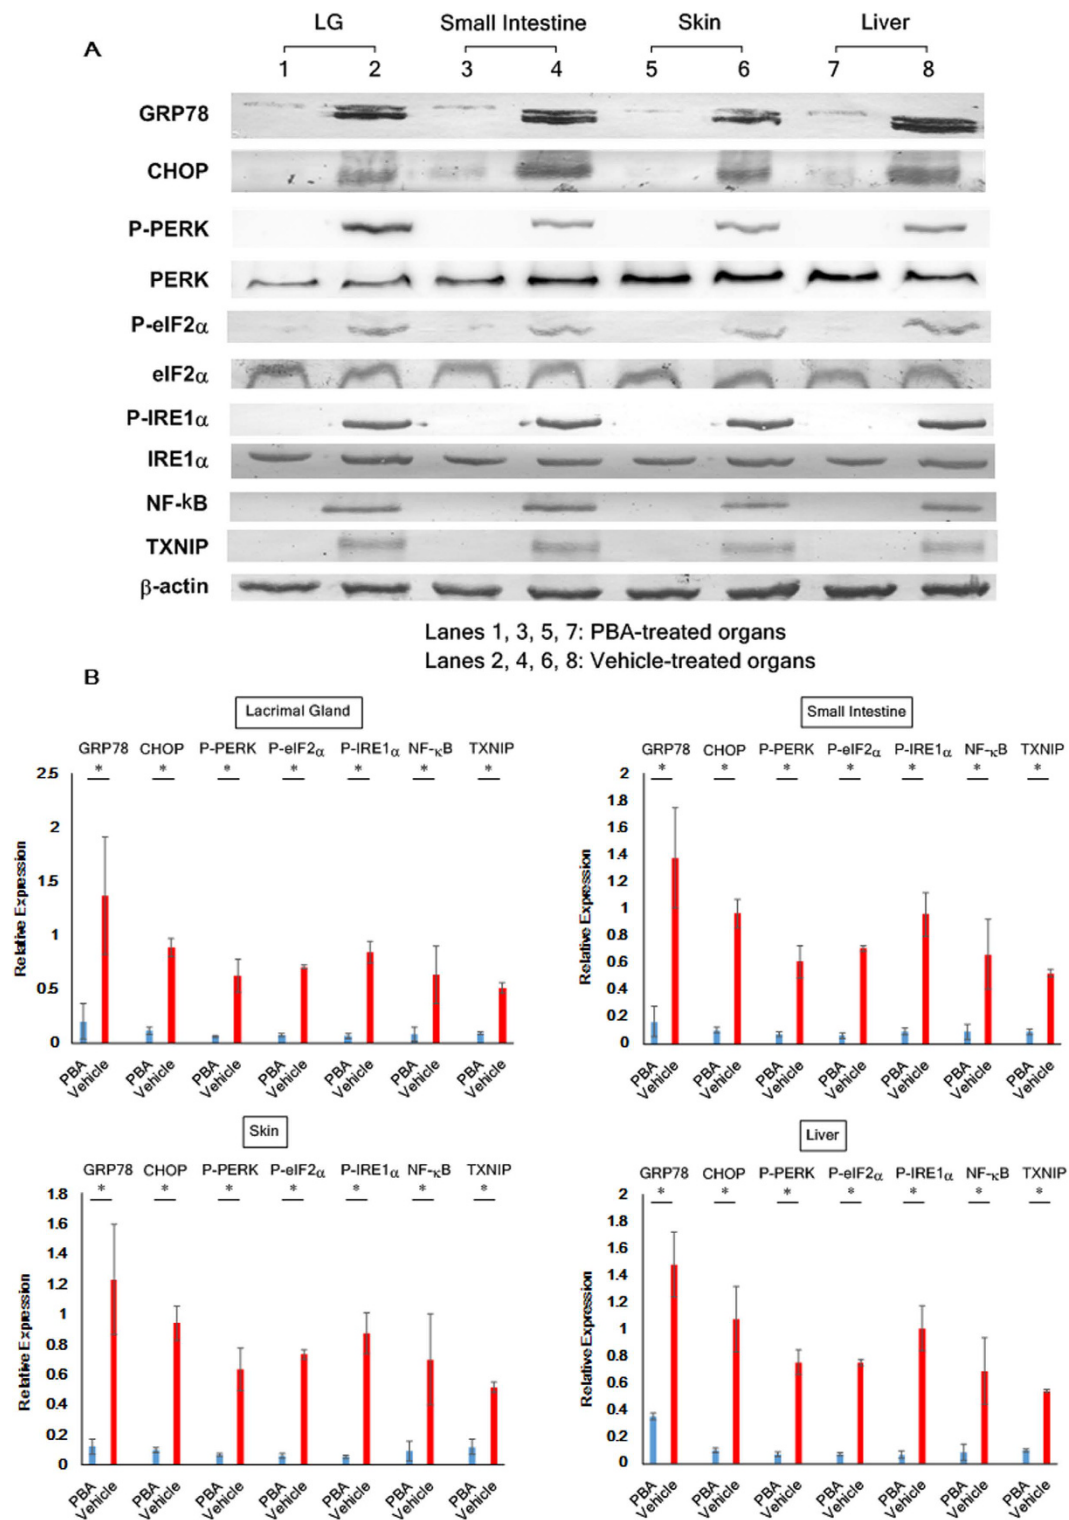 A
LG Small Intestine Skin Liver
1 2 3 4 5 6 7 8
GRP78
CHOP
P-PERK
PERK
P-eIF2α
eIF2α
P-IRE1α
IRE1α
NF-kB
TXNIP
β-actin
Lanes 1, 3, 5, 7: PBA-treated organs
Lanes 2, 4, 6, 8: Vehicle-treated organs
B
Lacrimal Gland
GRP78 CHOP P-PERK P-eIF2α P-IRE1α NF-κB TXNIP
* * * * * * *
Relative Expression
2.5
2
1.5
1
0.5
0
PBA Vehicle PBA Vehicle PBA Vehicle PBA Vehicle PBA Vehicle PBA Vehicle PBA Vehicle
Small Intestine
GRP78 CHOP P-PERK P-eIF2α P-IRE1α NF-κB TXNIP
* * * * * * *
Relative Expression
2
1.8
1.6
1.4
1.2
1
0.8
0.6
0.4
0.2
0
PBA Vehicle PBA Vehicle PBA Vehicle PBA Vehicle PBA Vehicle PBA Vehicle PBA Vehicle
Skin
GRP78 CHOP P-PERK P-eIF2α P-IRE1α NF-κB TXNIP
* * * * * * *
Relative Expression
1.8
1.6
1.4
1.2
1
0.8
0.6
0.4
0.2
0
PBA Vehicle PBA Vehicle PBA Vehicle PBA Vehicle PBA Vehicle PBA Vehicle PBA Vehicle
Liver
GRP78 CHOP P-PERK P-eIF2α P-IRE1α NF-κB TXNIP
* * * * * * *
Relative Expression
2
1.8
1.6
1.4
1.2
1
0.8
0.6
0.4
0.2
0
PBA Vehicle PBA Vehicle PBA Vehicle PBA Vehicle PBA Vehicle PBA Vehicle PBA Vehicle